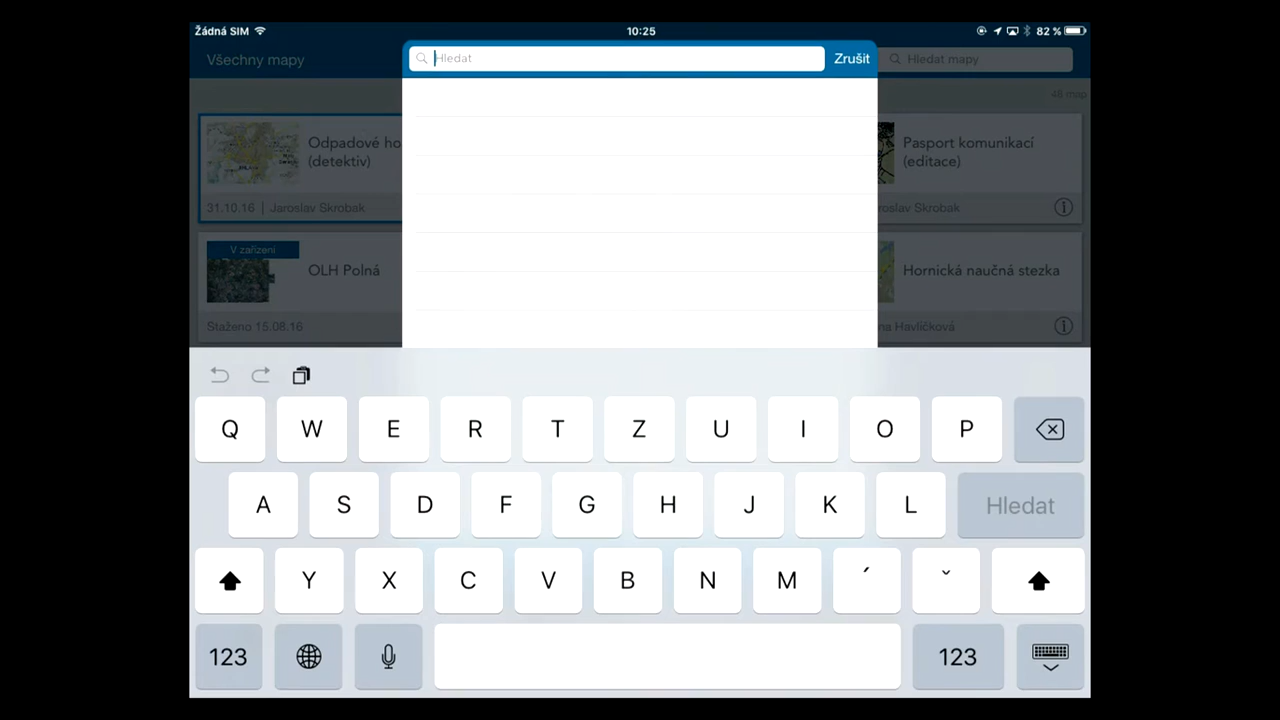 Žádná SIM
10:25
82 %
Všechny mapy
Hledat
Zrušit
Hledat mapy
48 map
Odpadové ho
(detektiv)
31.10.16 | Jaroslav Skrobak
Pasport komunikací
(editace)
roslav Skrobak
V zařízení
OLH Polná
Staženo 15.08.16
Hornická naučná stezka
na Havlíčková
Q W E R T Z U I O P
A S D F G H J K L Hledat
Y X C V B N M ´ ˇ
123 123